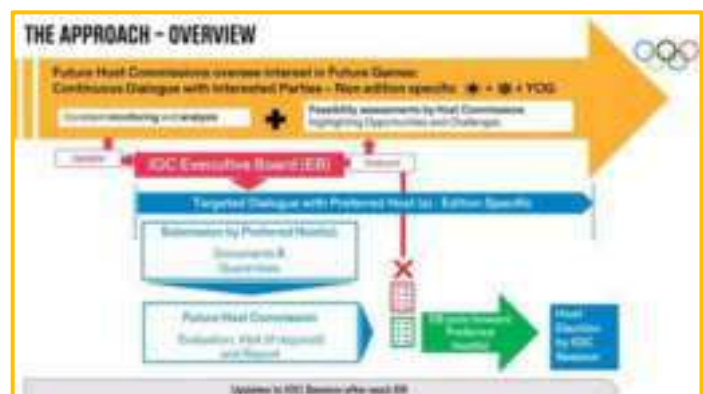 THE APPROACH – OVERVIEW
Future Host Commissions oversee interest in Future Games:
Continuous Dialogue with Interested Parties – Non edition specific + + YOG
monitoring and analysis
Feasibility assessments by Host Commissions
highlighting Opportunities and Challenges
Update
IOC Executive Board (EB)
Targeted Dialogue with Preferred Host (s) Edition Specific
Submission by Preferred Host(s)
Documents &
Guarantees
Future Host Commission
Evaluation, visit (if required)
and Report
Preferred
Host(s)
Host
Election
by IOC
Session
Updates to IOC Session after each EB